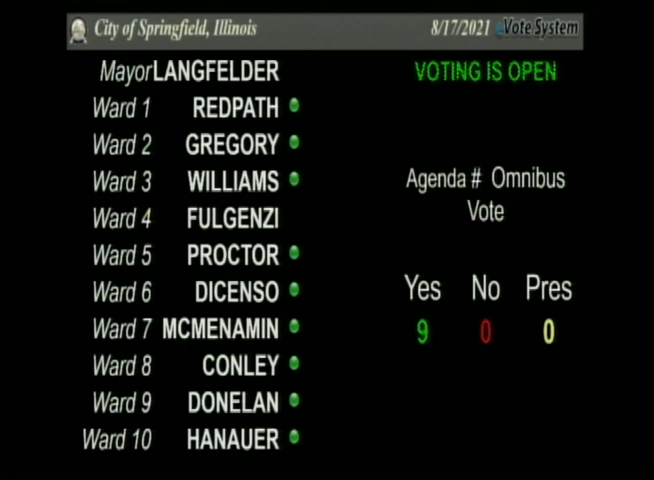 City of Springfield, Illinois 8/17/2021 eVote System
Mayor LANGFELDER VOTING IS OPEN
Ward 1 REDPATH
Ward 2 GREGORY
Ward 3 WILLIAMS Agenda # Omnibus
Ward 4 FULGENZI Vote
Ward 5 PROCTOR
Ward 6 DICENSO Yes No Pres
Ward 7 MCMENAMIN 9 0 0
Ward 8 CONLEY
Ward 9 DONELAN
Ward 10 HANAUER